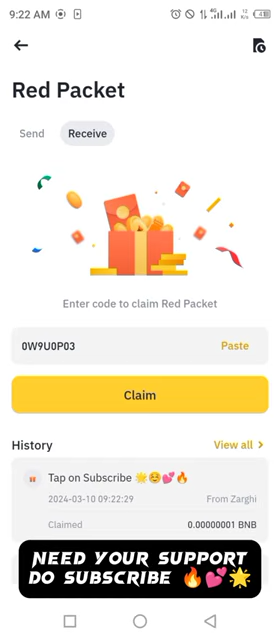 9:22 AM
Red Packet
Send
Receive
Enter code to claim Red Packet
0W9U0P03
Paste
Claim
History
View all >
Tap on Subscribe 🌟☺️💕🔥
2024-03-10 09:22:29
From Zarghi
Claimed
0.00000001 BNB
NEED YOUR SUPPORT
DO SUBSCRIBE 🔥💕🌟